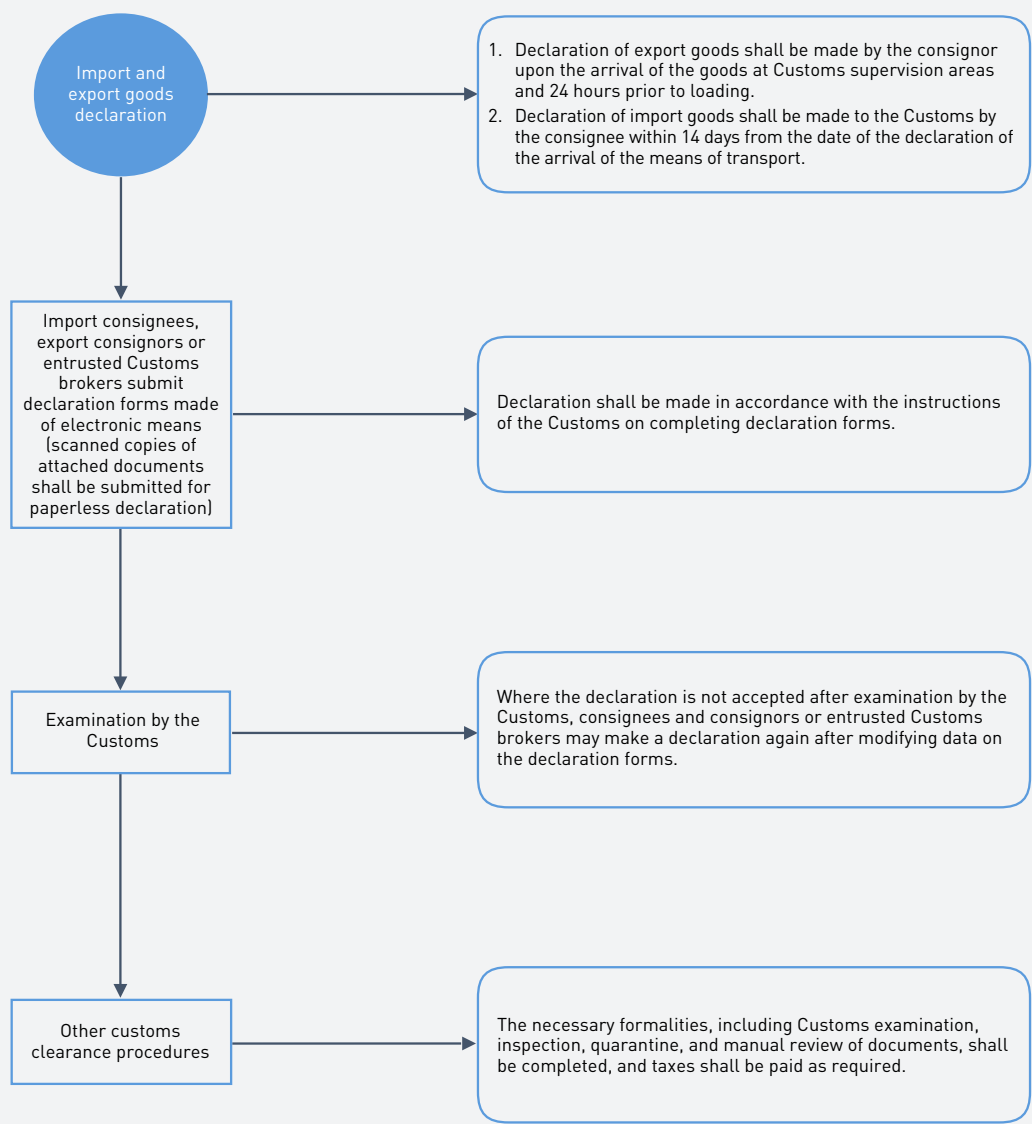 Import and
export goods
declaration
1. Declaration of export goods shall be made by the consignor
upon the arrival of the goods at Customs supervision areas
and 24 hours prior to loading.
2. Declaration of import goods shall be made to the Customs by
the consignee within 14 days from the date of the declaration of
the arrival of the means of transport.
Import consignees,
export consignors or
entrusted Customs
brokers submit
declaration forms made
of electronic means
(scanned copies of
attached documents
shall be submitted for
paperless declaration)
Declaration shall be made in accordance with the instructions
of the Customs on completing declaration forms.
Examination by the
Customs
Where the declaration is not accepted after examination by the
Customs, consignees and consignors or entrusted Customs
brokers may make a declaration again after modifying data on
the declaration forms.
Other customs
clearance procedures
The necessary formalities, including Customs examination,
inspection, quarantine, and manual review of documents, shall
be completed, and taxes shall be paid as required.